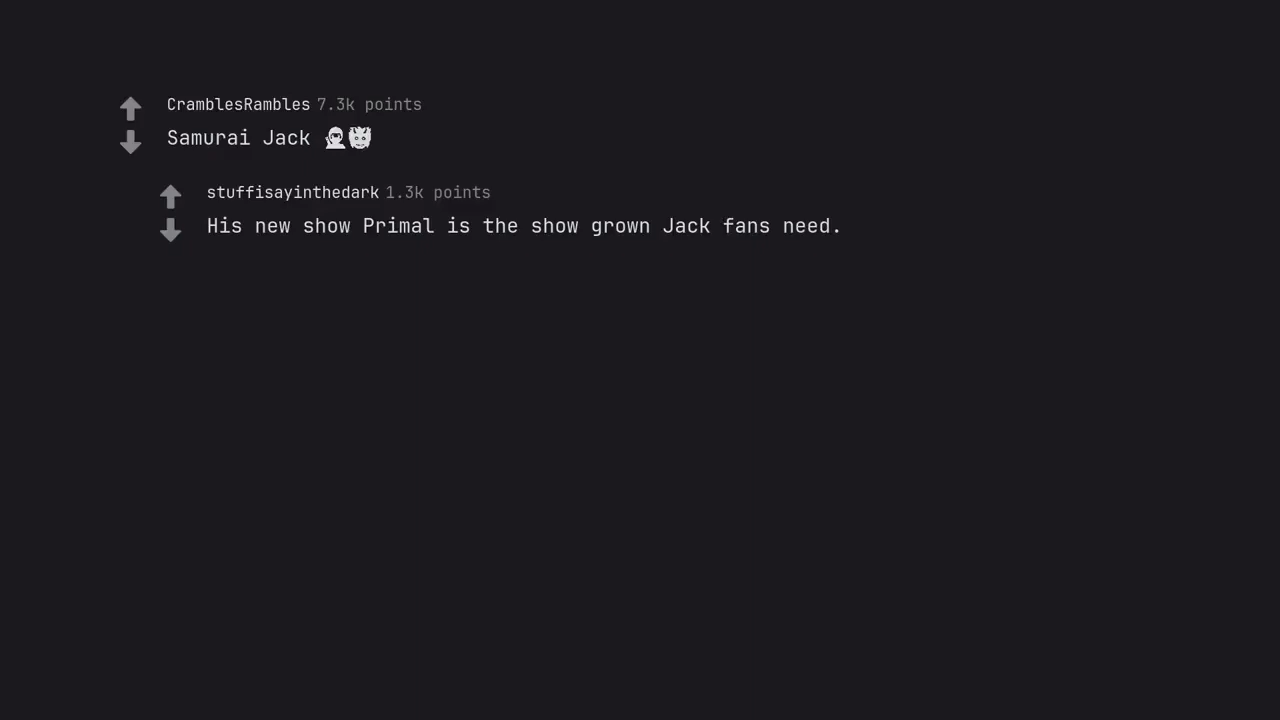 CramblesRambles 7.3k points
Samurai Jack 🥷👹
stuffisayinthedark 1.3k points
His new show Primal is the show grown Jack fans need.